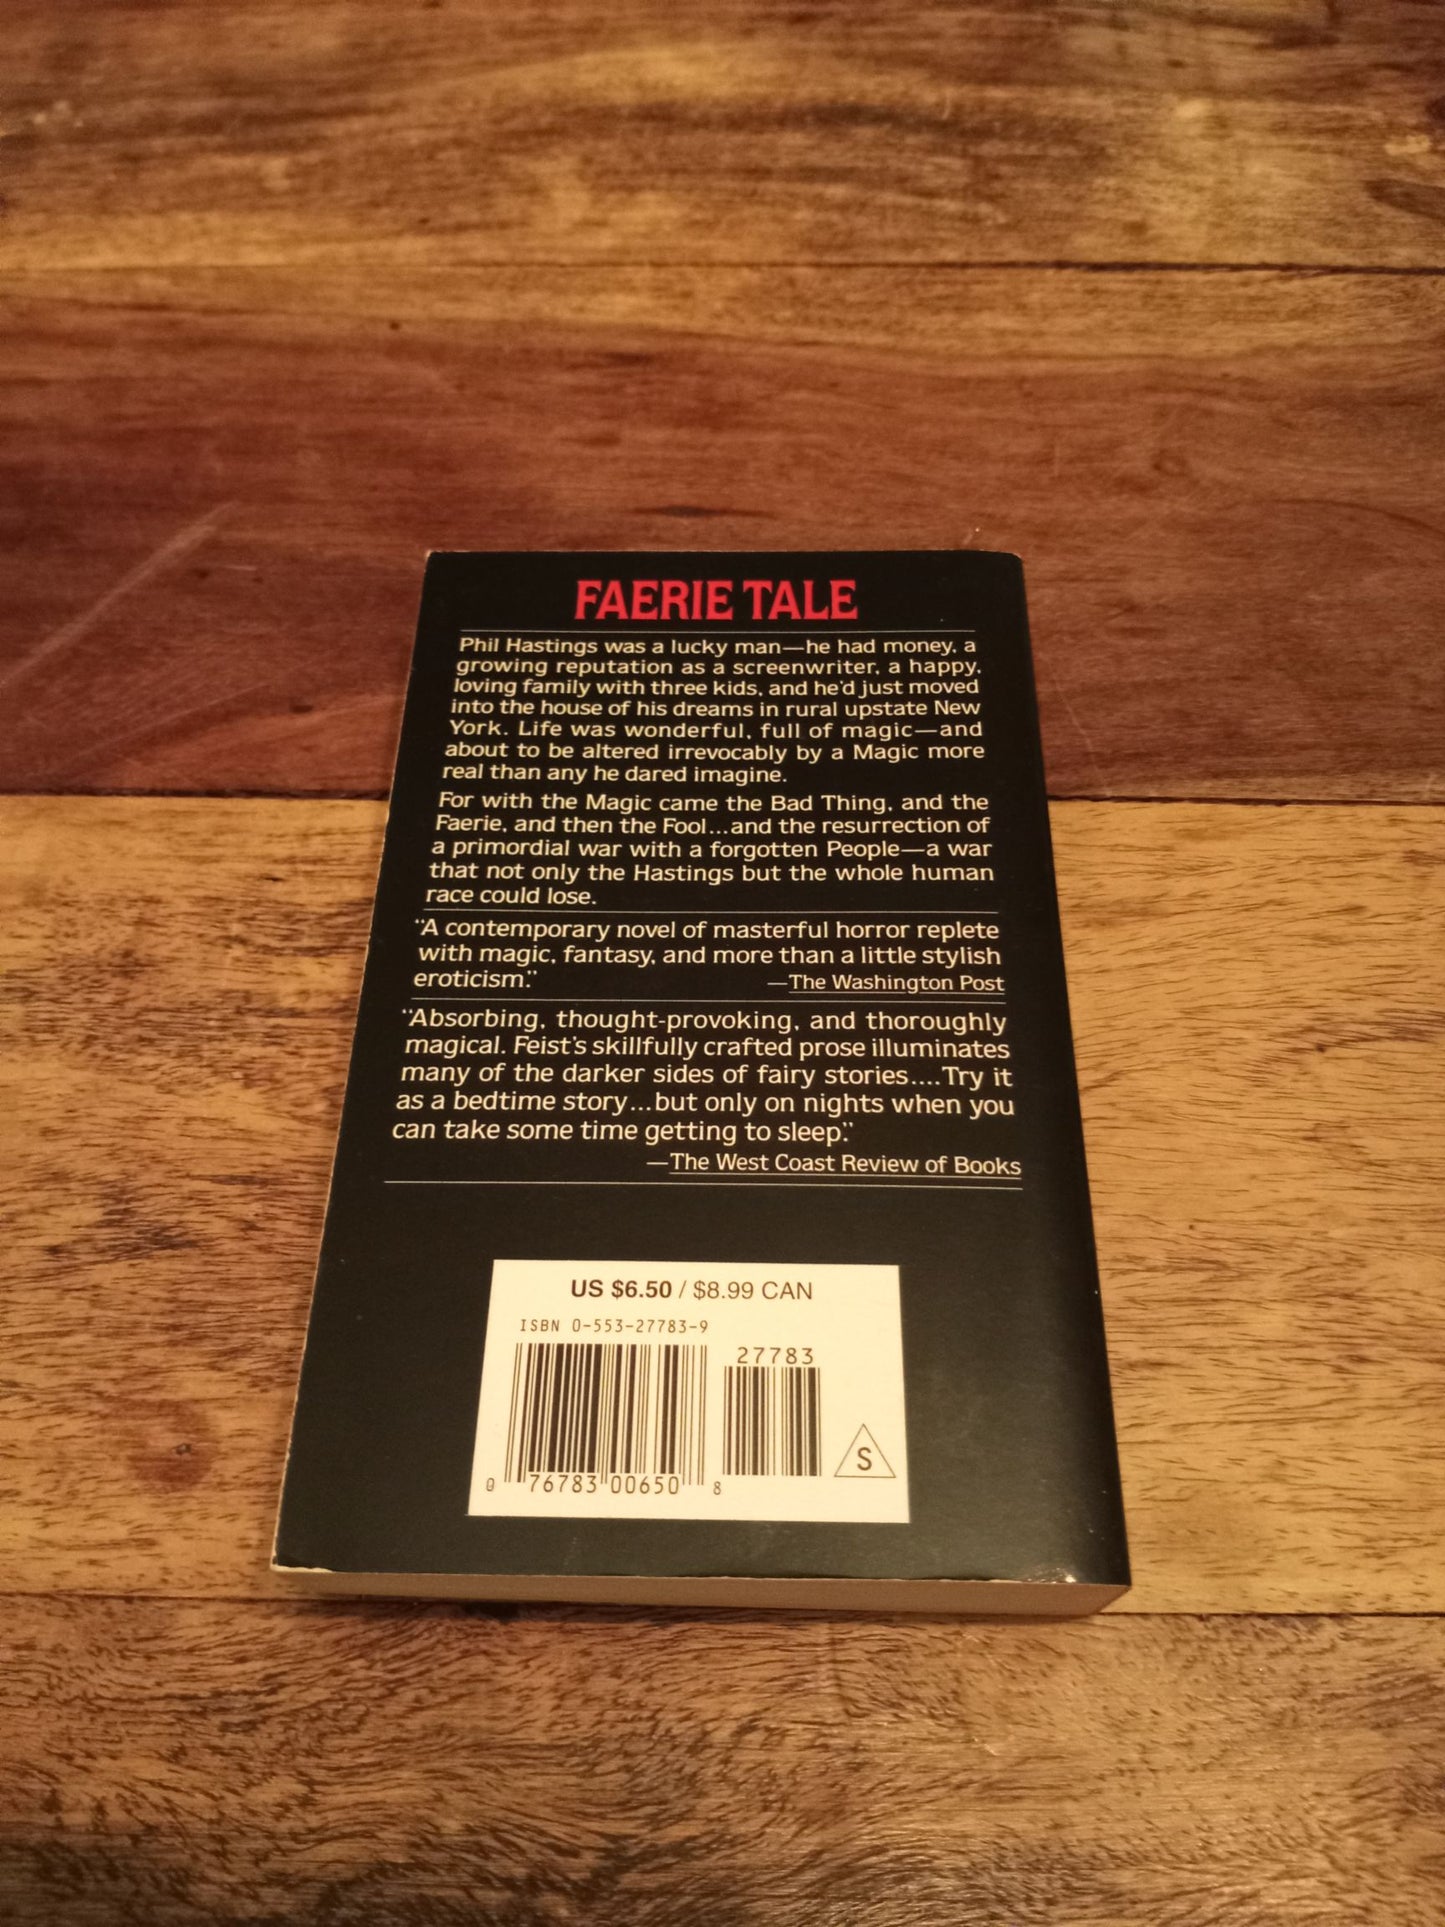 FAERIE TALE
Phil Hastings was a lucky man—he had money, a
growing reputation as a screenwriter, a happy,
loving family with three kids, and he'd just moved
into the house of his dreams in rural upstate New
York. Life was wonderful, full of magic—and
about to be altered irrevocably by a Magic more
real than any he dared imagine.
For with the Magic came the Bad Thing, and the
Faerie, and then the Fool...and the resurrection of
a primordial war with a forgotten People—a war
that not only the Hastings but the whole human
race could lose.
"A contemporary novel of masterful horror replete
with magic, fantasy, and more than a little stylish
eroticism." —The Washington Post
"Absorbing, thought-provoking, and thoroughly
magical. Feist's skillfully crafted prose illuminates
many of the darker sides of fairy stories....Try it
as a bedtime story...but only on nights when you
can take some time getting to sleep."
—The West Coast Review of Books
US $6.50 / $8.99 CAN
ISBN 0-553-27783-9
27783
S
0 76783 00650 8